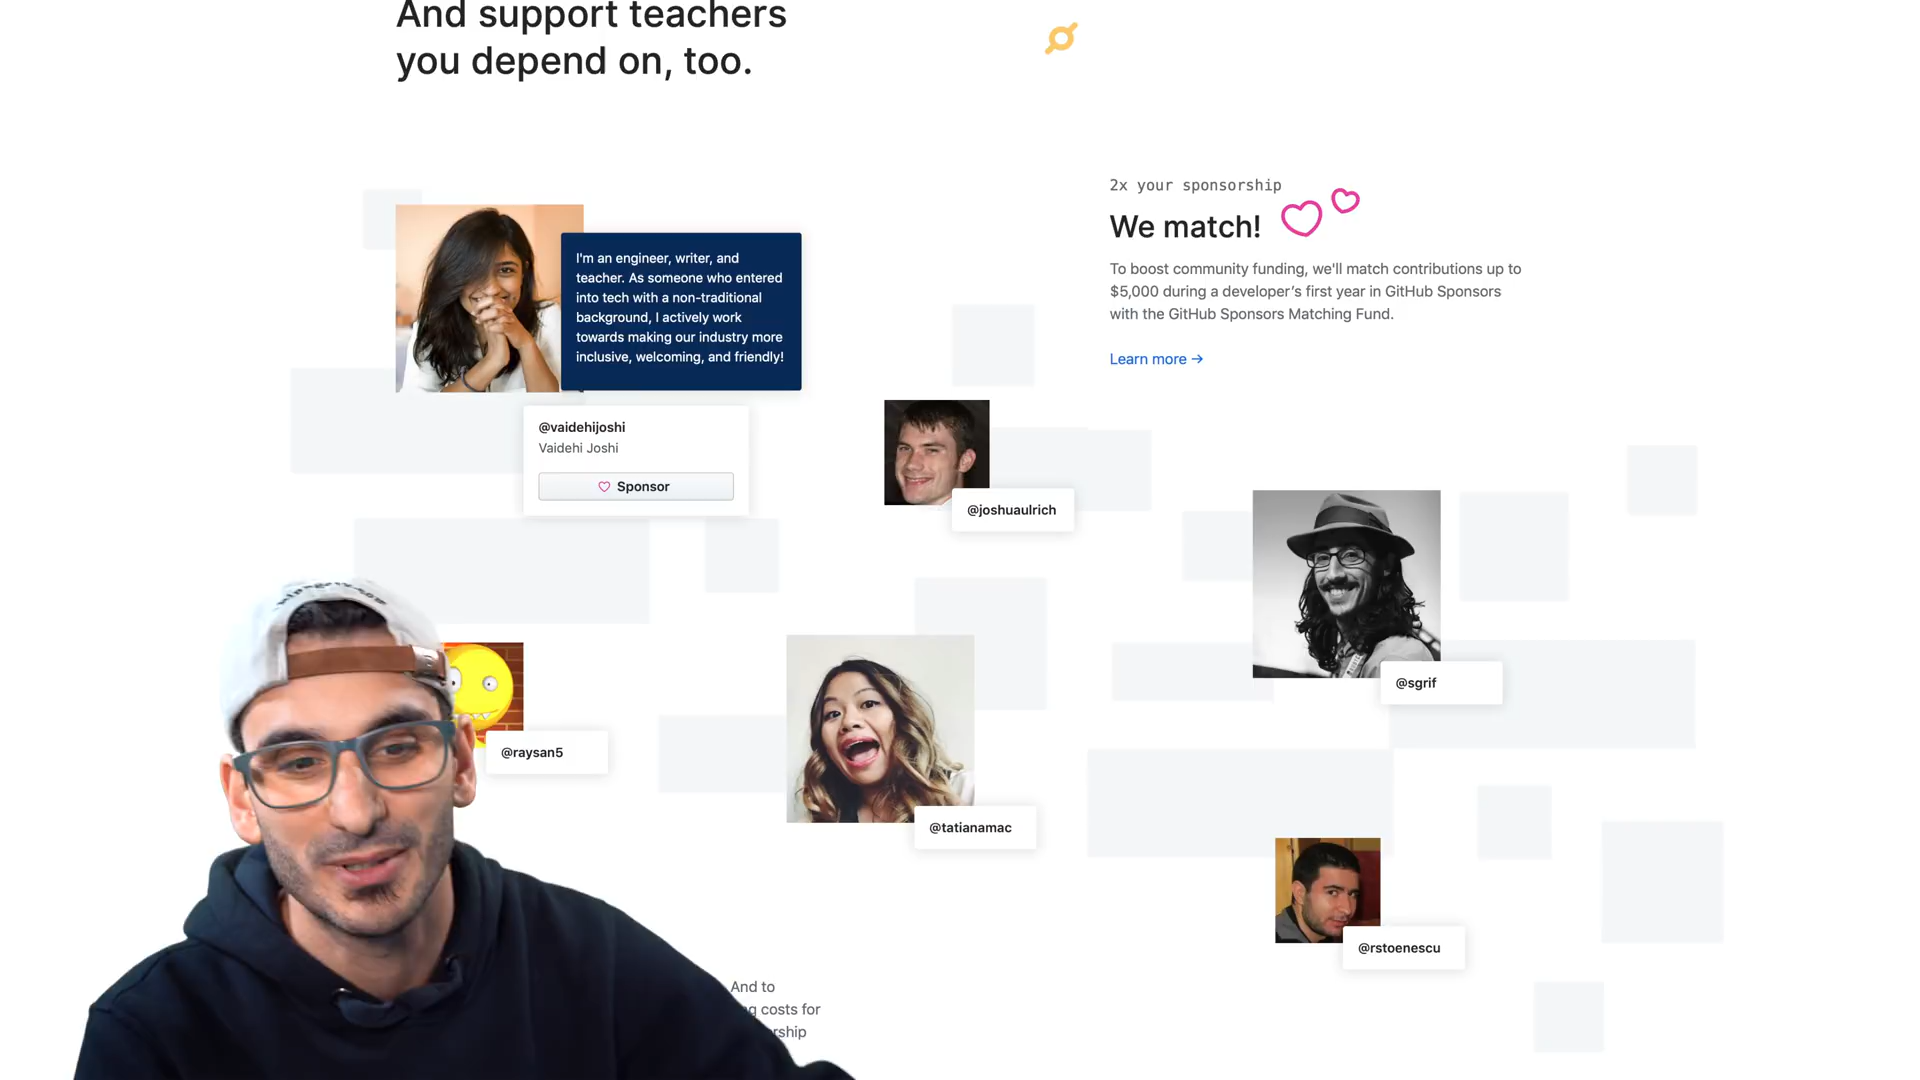 And support teachers
you depend on, too.
2x your sponsorship
We match!
To boost community funding, we'll match contributions up to
$5,000 during a developer’s first year in GitHub Sponsors
with the GitHub Sponsors Matching Fund.
Learn more →
I'm an engineer, writer, and
teacher. As someone who entered
into tech with a non-traditional
background, I actively work
towards making our industry more
inclusive, welcoming, and friendly!
@vaidehijoshi
Vaidehi Joshi
Sponsor
@joshuaulrich
@sgrif
@raysan5
@tatianamac
@rstoenescu
And to
costs for